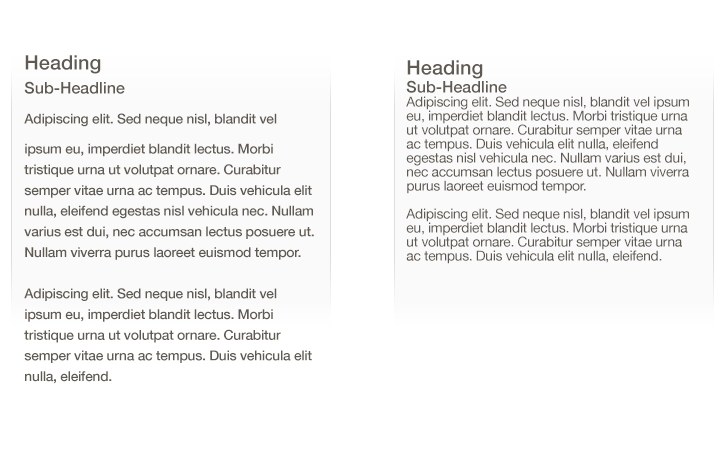 Heading
Sub-Headline
Adipiscing elit. Sed neque nisl, blandit vel
ipsum eu, imperdiet blandit lectus. Morbi
tristique urna ut volutpat ornare. Curabitur
semper vitae urna ac tempus. Duis vehicula elit
nulla, eleifend egestas nisl vehicula nec. Nullam
varius est dui, nec accumsan lectus posuere ut.
Nullam viverra purus laoreet euismod tempor.
Adipiscing elit. Sed neque nisl, blandit vel
ipsum eu, imperdiet blandit lectus. Morbi
tristique urna ut volutpat ornare. Curabitur
semper vitae urna ac tempus. Duis vehicula elit
nulla, eleifend.
Heading
Sub-Headline
Adipiscing elit. Sed neque nisl, blandit vel ipsum
eu, imperdiet blandit lectus. Morbi tristique urna
ut volutpat ornare. Curabitur semper vitae urna
ac tempus. Duis vehicula elit nulla, eleifend
egestas nisl vehicula nec. Nullam varius est dui,
nec accumsan lectus posuere ut. Nullam viverra
purus laoreet euismod tempor.
Adipiscing elit. Sed neque nisl, blandit vel ipsum
eu, imperdiet blandit lectus. Morbi tristique urna
ut volutpat ornare. Curabitur semper vitae urna
ac tempus. Duis vehicula elit nulla, eleifend.